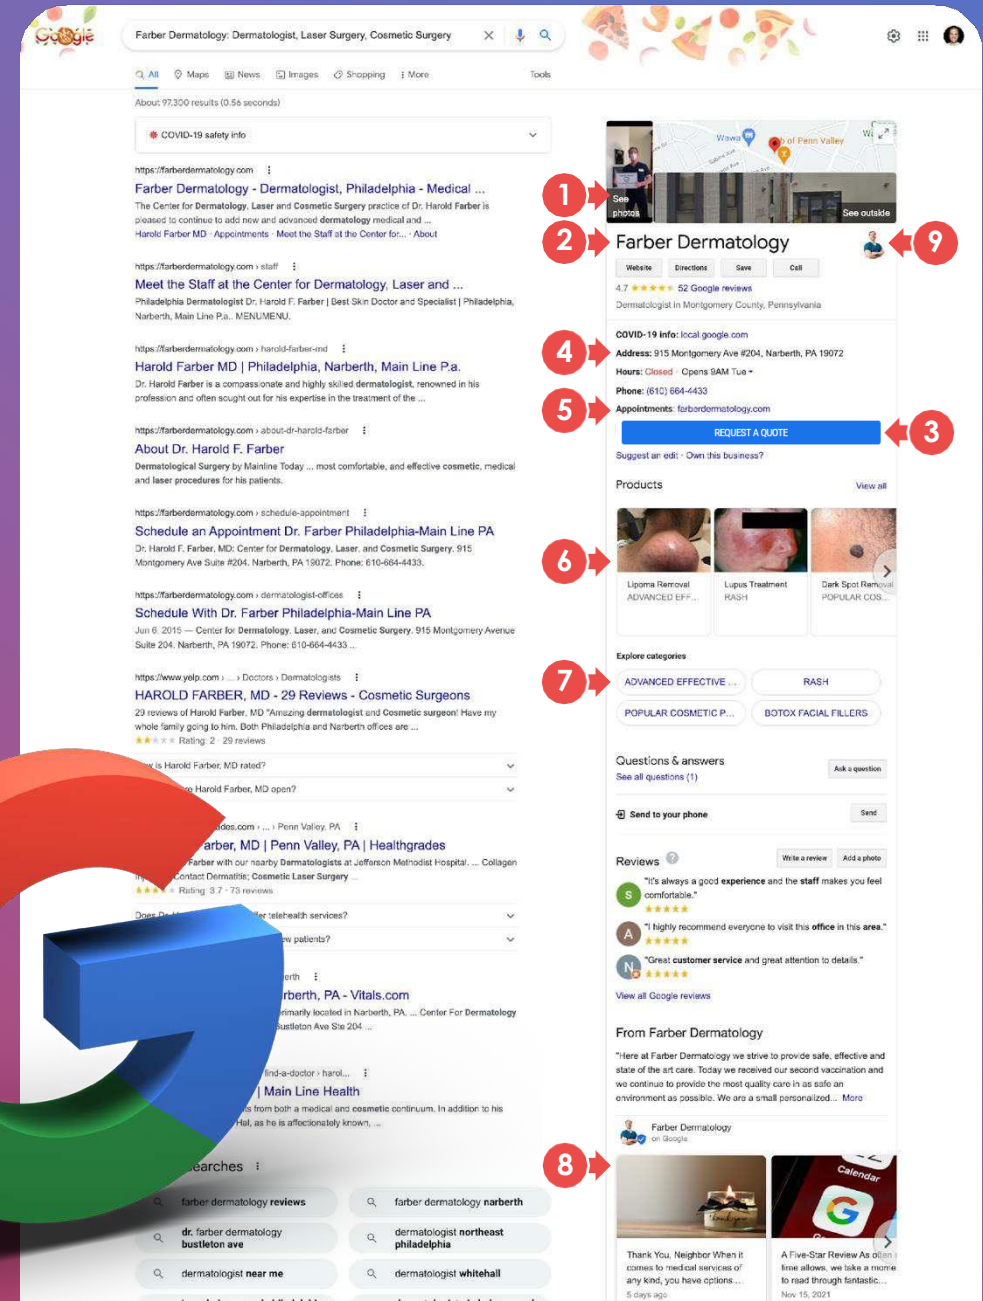 Google
Farber Dermatology: Dermatologist, Laser Surgery, Cosmetic Surgery
All Maps News Images Shopping More Tools
About 97,300 results (0.56 seconds)
COVID-19 safety info
https://farberdermatology.com
Farber Dermatology - Dermatologist, Philadelphia - Medical ...
The Center for Dermatology, Laser and Cosmetic Surgery practice of Dr. Harold Farber is
pleased to continue to add new and advanced dermatology medical and ...
Harold Farber MD · Appointments · Meet the Staff at the Center for... · About
https://farberdermatology.com › staff
Meet the Staff at the Center for Dermatology, Laser and ...
Philadelphia Dermatologist Dr. Harold F. Farber | Best Skin Doctor and Specialist | Philadelphia,
Narberth, Main Line P.a.. MENUMENU.
https://farberdermatology.com › harold-farber-md
Harold Farber MD | Philadelphia, Narberth, Main Line P.a.
Dr. Harold Farber is a compassionate and highly skilled dermatologist, renowned in his
profession and often sought out for his expertise in the treatment of the ...
https://farberdermatology.com › about-dr-harold-farber
About Dr. Harold F. Farber
Dermatological Surgery by Mainline Today ... most comfortable, and effective cosmetic, medical
and laser procedures for his patients.
https://farberdermatology.com › schedule-appointment
Schedule an Appointment Dr. Farber Philadelphia-Main Line PA
Dr. Harold F. Farber, MD: Center for Dermatology, Laser, and Cosmetic Surgery. 915
Montgomery Ave Suite #204. Narberth, PA 19072. Phone: 610-664-4433.
https://farberdermatology.com › dermatologist-offices
Schedule With Dr. Farber Philadelphia-Main Line PA
Jun 6, 2015 — Center for Dermatology, Laser, and Cosmetic Surgery. 915 Montgomery Avenue
Suite 204. Narberth, PA 19072. Phone: 610-664-4433 ...
https://www.yelp.com › ... › Doctors › Dermatologists
HAROLD FARBER, MD - 29 Reviews - Cosmetic Surgeons
29 reviews of Harold Farber, MD "Amazing dermatologist and Cosmetic surgeon! Have my
whole family going to him. Both Philadelphia and Narberth offices are ...
Rating: 2 · 29 reviews
is Harold Farber, MD rated?
Harold Farber, MD open?
des.com › ... › Penn Valley, PA
arber, MD | Penn Valley, PA | Healthgrades
Farber with our nearby Dermatologists at Jefferson Methodist Hospital. ... Collagen
Contact Dermatitis; Cosmetic Laser Surgery ...
Rating: 3.7 · 73 reviews
Does telehealth services?
patients?
erth
rberth, PA - Vitals.com
rimarily located in Narberth, PA. ... Center For Dermatology
ustleton Ave Ste 204 ...
find-a-doctor › harol...
| Main Line Health
from both a medical and cosmetic continuum. In addition to his
Hal, as he is affectionately known, ...
earches
farber dermatology reviews
farber dermatology narberth
dr. farber dermatology
bustleton ave
dermatologist northeast
philadelphia
dermatologist near me
dermatologist whitehall
Wawa
of Penn Valley
1
See
photos
See outside
2
Farber Dermatology
9
Website Directions Save Call
4.7 52 Google reviews
Dermatologist in Montgomery County, Pennsylvania
COVID-19 info: local.google.com
4
Address: 915 Montgomery Ave #204, Narberth, PA 19072
Hours: Closed · Opens 9AM Tue
Phone: (610) 664-4433
5
Appointments: farberdermatology.com
REQUEST A QUOTE
3
Suggest an edit · Own this business?
Products
View all
6
Lipoma Removal
ADVANCED EFF...
Lupus Treatment
RASH
Dark Spot Removal
POPULAR COS...
Explore categories
7
ADVANCED EFFECTIVE ...
RASH
POPULAR COSMETIC P...
BOTOX FACIAL FILLERS
Questions & answers
See all questions (1)
Ask a question
Send to your phone
Send
Reviews
Write a review
Add a photo
S
"It's always a good experience and the staff makes you feel
comfortable."
A
"I highly recommend everyone to visit this office in this area."
N
"Great customer service and great attention to details."
View all Google reviews
From Farber Dermatology
"Here at Farber Dermatology we strive to provide safe, effective and
state of the art care. Today we received our second vaccination and
we continue to provide the most quality care in as safe an
environment as possible. We are a small personalized... More
Farber Dermatology
on Google
8
thank you
Calendar
G
Thank You, Neighbor When it
comes to medical services of
any kind, you have options....
5 days ago
A Five-Star Review As often
time allows, we take a mome
to read through fantastic...
Nov 15, 2021